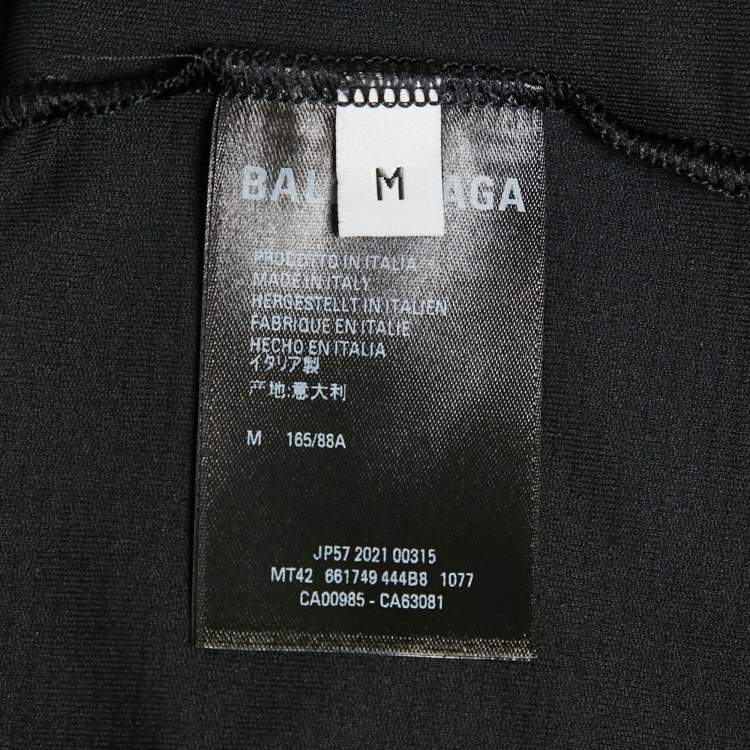 M
BAL AGA
PRODOTTO IN ITALIA
MADE IN ITALY
HERGESTELLT IN ITALIEN
FABRIQUE EN ITALIE
HECHO EN ITALIA
イタリア製
产地:意大利
M 165/88A
JP57 2021 00315
MT42 661749 444B8 1077
CA00985 - CA63081